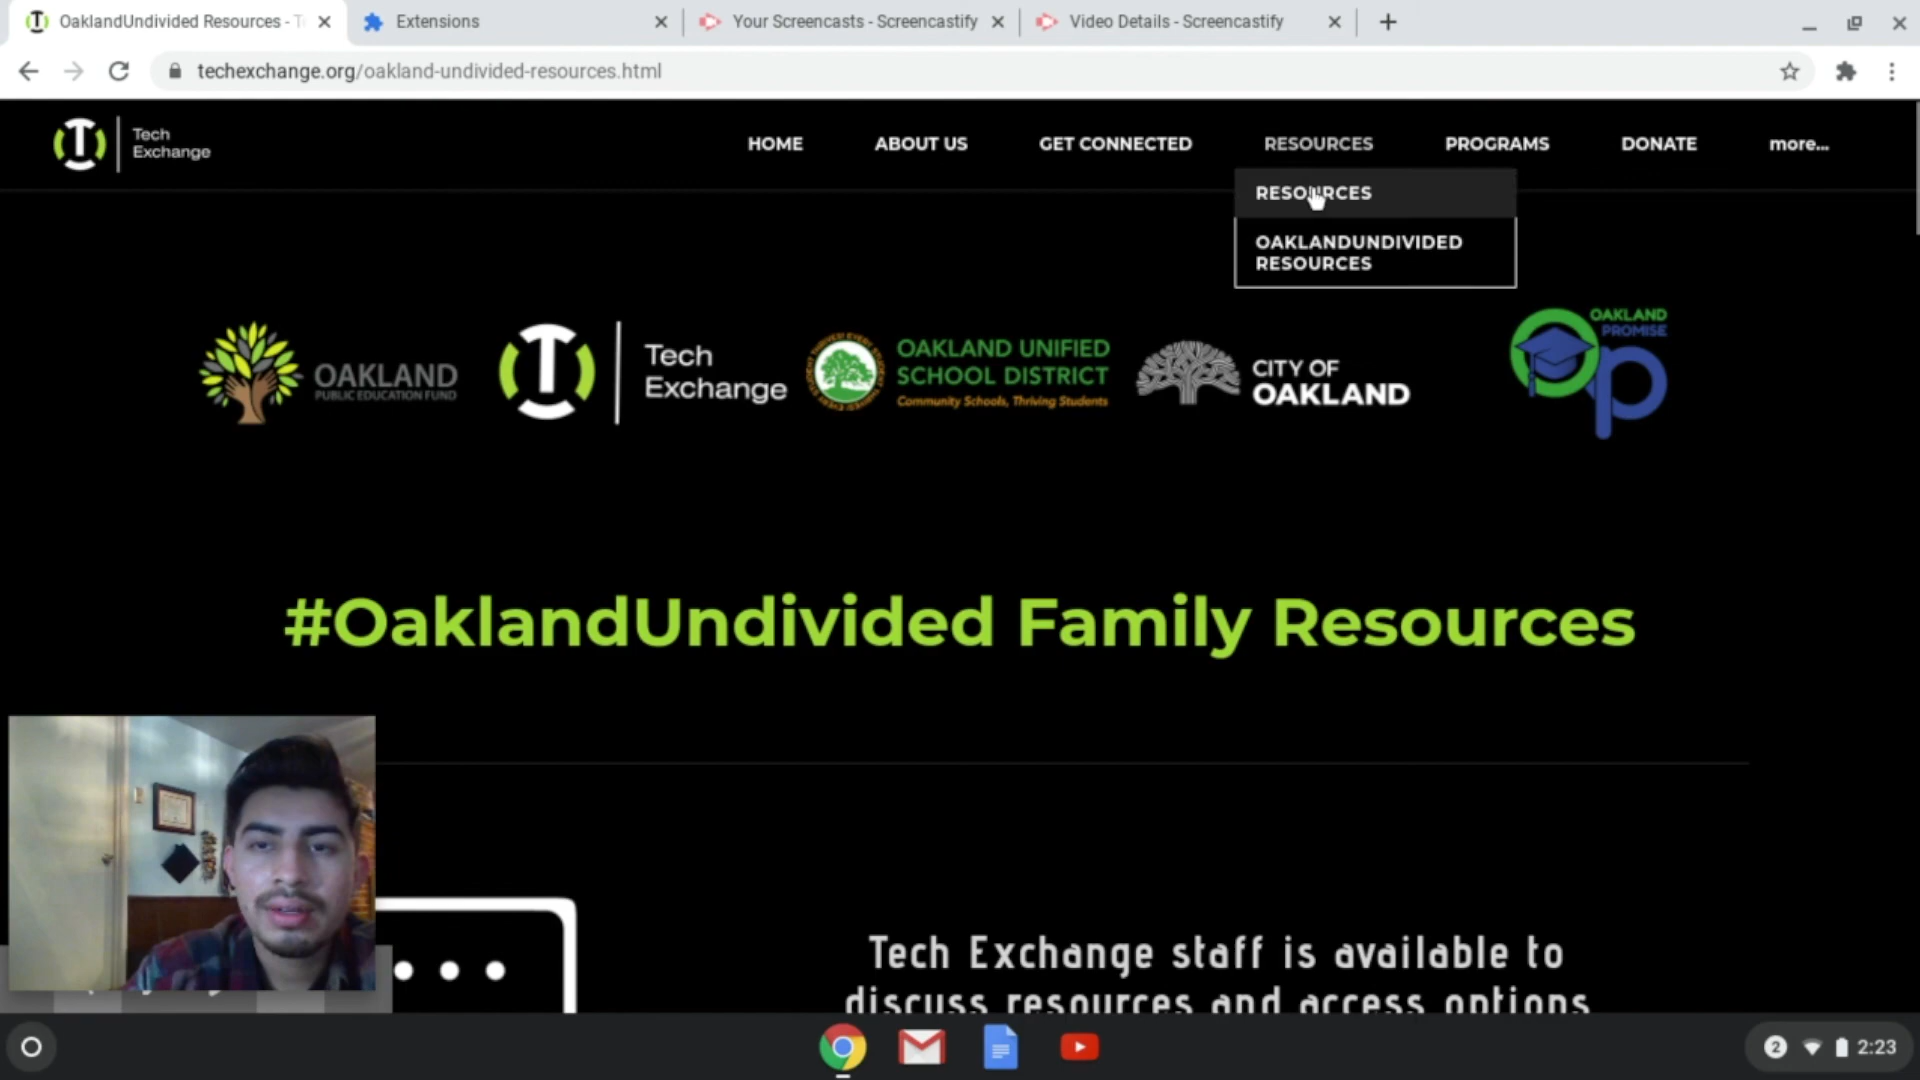 OaklandUndivided Resources - T
Extensions
Your Screencasts - Screencastify
Video Details - Screencastify
techexchange.org/oakland-undivided-resources.html
Tech
Exchange
HOME
ABOUT US
GET CONNECTED
RESOURCES
PROGRAMS
DONATE
more...
RESOURCES
OAKLANDUNDIVIDED
RESOURCES
OAKLAND
PUBLIC EDUCATION FUND
Tech
Exchange
OAKLAND UNIFIED
SCHOOL DISTRICT
Community Schools, Thriving Students
CITY OF
OAKLAND
OAKLAND
PROMISE
#OaklandUndivided Family Resources
Tech Exchange staff is available to
discuss resources and access options
2
2:23